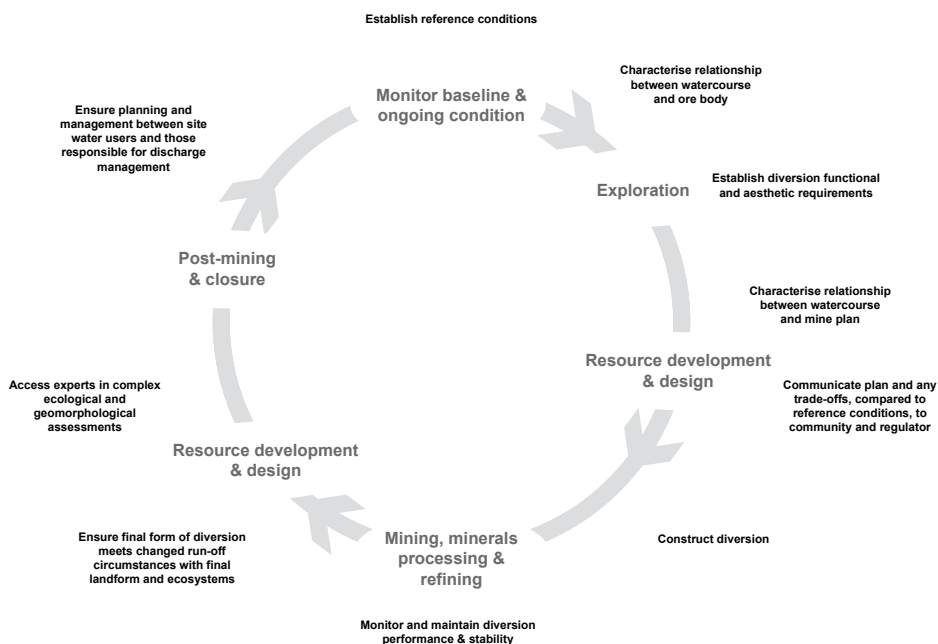 Establish reference conditions
Monitor baseline &
ongoing condition
Characterise relationship
between watercourse
and ore body
Exploration
Establish diversion functional
and aesthetic requirements
Characterise relationship
between watercourse
and mine plan
Resource development
& design
Communicate plan and any
trade-offs, compared to
reference conditions, to
community and regulator
Construct diversion
Mining, minerals
processing &
refining
Monitor and maintain diversion
performance & stability
Ensure final form of diversion
meets changed run-off
circumstances with final
landform and ecosystems
Resource development
& design
Access experts in complex
ecological and
geomorphological
assessments
Post-mining
& closure
Ensure planning and
management between site
water users and those
responsible for discharge
management